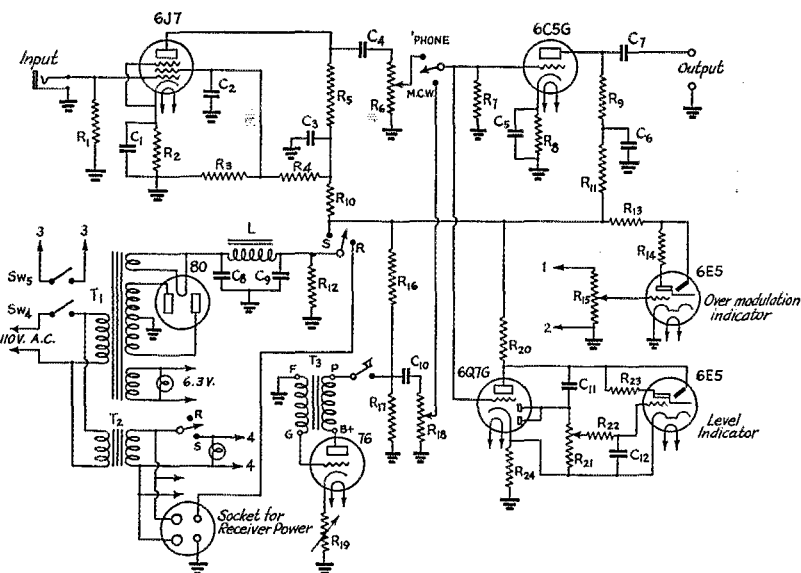 6J7
6C5G
Input
C4
'PHONE
C7
Output
C2
R6
M.C.W.
R7
R9
R5
C3
C5
R8
C6
R1
C1
R2
R3
R4
R11
R10
R13
3
3
L
S
R
R14
6E5
Sw5
80
C8
C9
R12
R16
1
R15
Over modulation
indicator
Sw4
T1
2
110V. A.C.
R20
6.3V.
T3
F
P
C10
6Q7G
C11
R23
6E5
T2
R
S
4
4
G
B+
76
R17
R18
R22
Level
Indicator
R21
C12
R24
Socket for
Receiver Power
R19